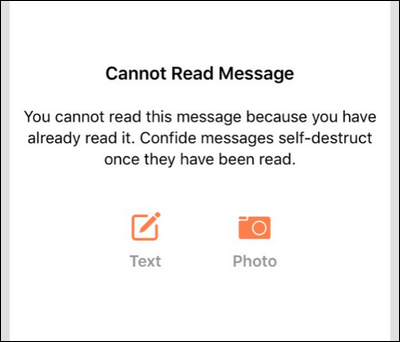 Cannot Read Message
You cannot read this message because you have
already read it. Confide messages self-destruct
once they have been read.
Text Photo